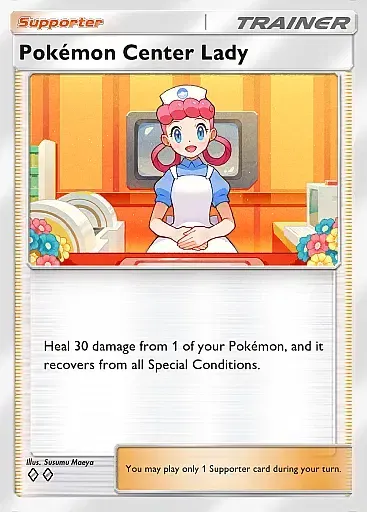 Supporter
TRAINER
Pokémon Center Lady
Heal 30 damage from 1 of your Pokémon, and it
recovers from all Special Conditions.
Illus. Susumu Maeya
You may play only 1 Supporter card during your turn.